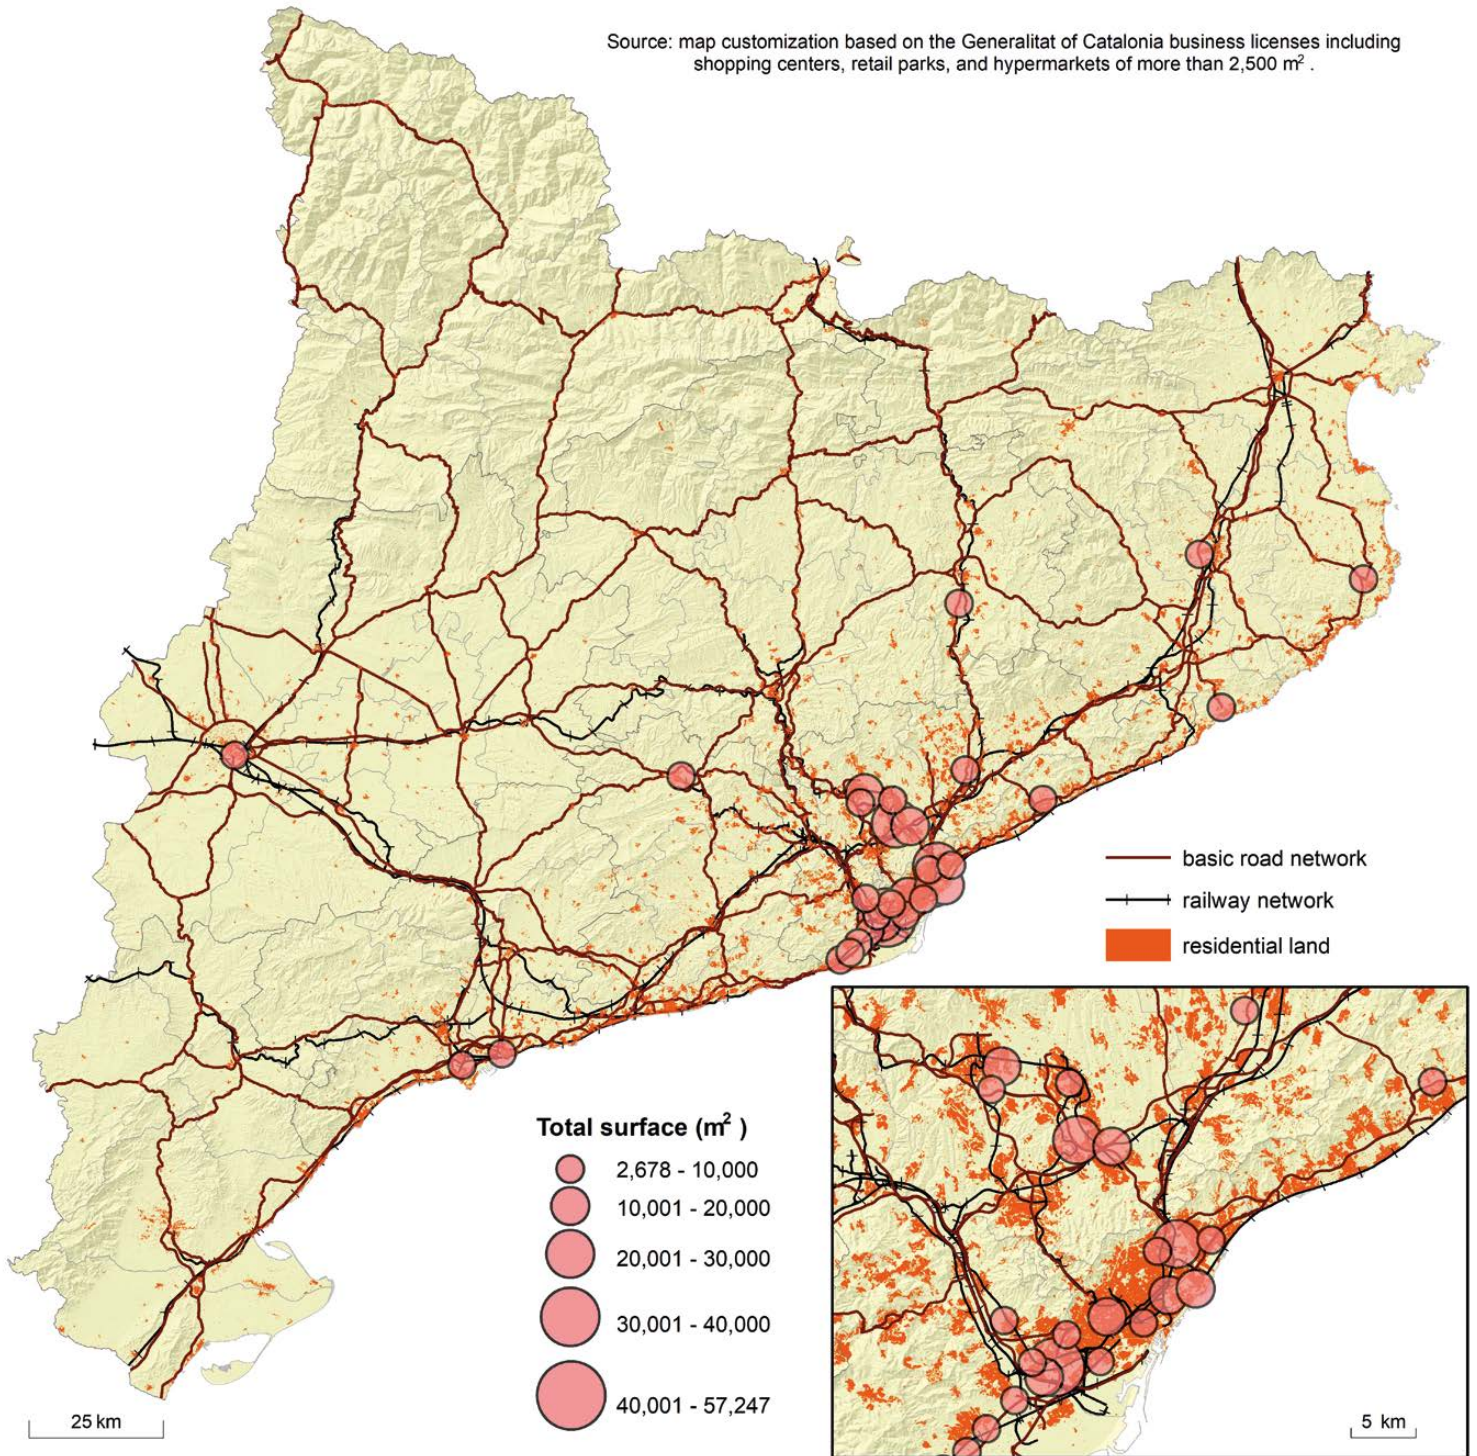 Source: map customization based on the Generalitat of Catalonia business licenses including
shopping centers, retail parks, and hypermarkets of more than 2,500 m² .
basic road network
railway network
residential land
Total surface (m² )
2,678 - 10,000
10,001 - 20,000
20,001 - 30,000
30,001 - 40,000
40,001 - 57,247
25 km
5 km